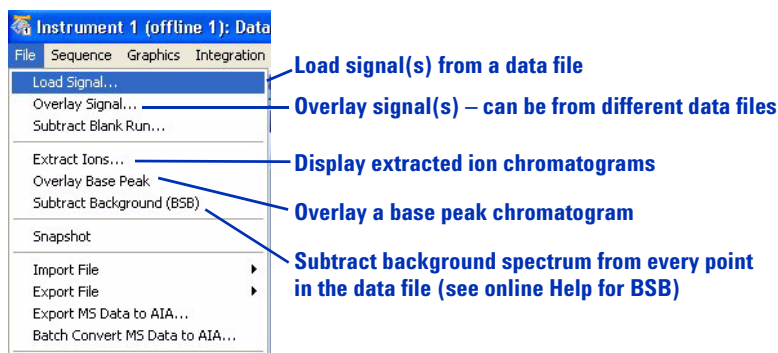 Instrument 1 (offline 1): Data
File Sequence Graphics Integration
Load Signal...
Overlay Signal...
Subtract Blank Run...
Extract Ions...
Overlay Base Peak
Subtract Background (BSB)
Snapshot
Import File
Export File
Export MS Data to AIA...
Batch Convert MS Data to AIA...
Load signal(s) from a data file
Overlay signal(s) – can be from different data files
Display extracted ion chromatograms
Overlay a base peak chromatogram
Subtract background spectrum from every point
in the data file (see online Help for BSB)